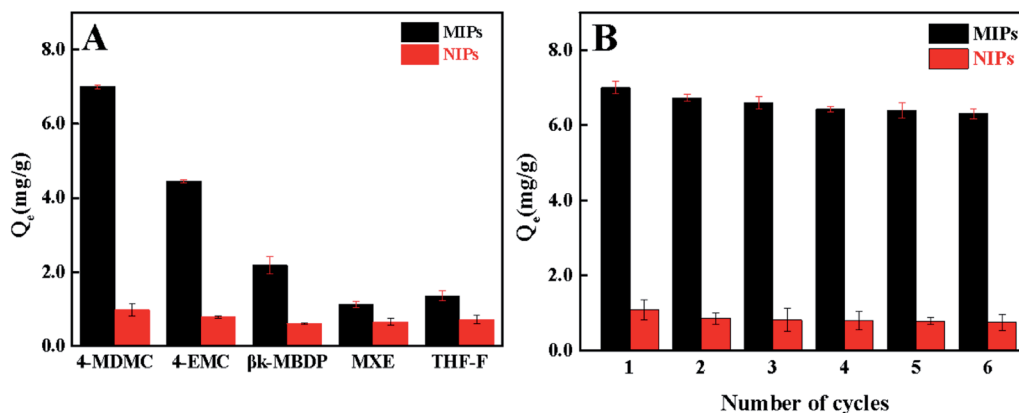 A
MIPs
NIPs
8.0
6.0
4.0
2.0
0.0
Qe(mg/g)
4-MDMC 4-EMC βk-MBDP MXE THF-F
B
MIPs
NIPs
8.0
6.0
4.0
2.0
0.0
Qe(mg/g)
1 2 3 4 5 6
Number of cycles